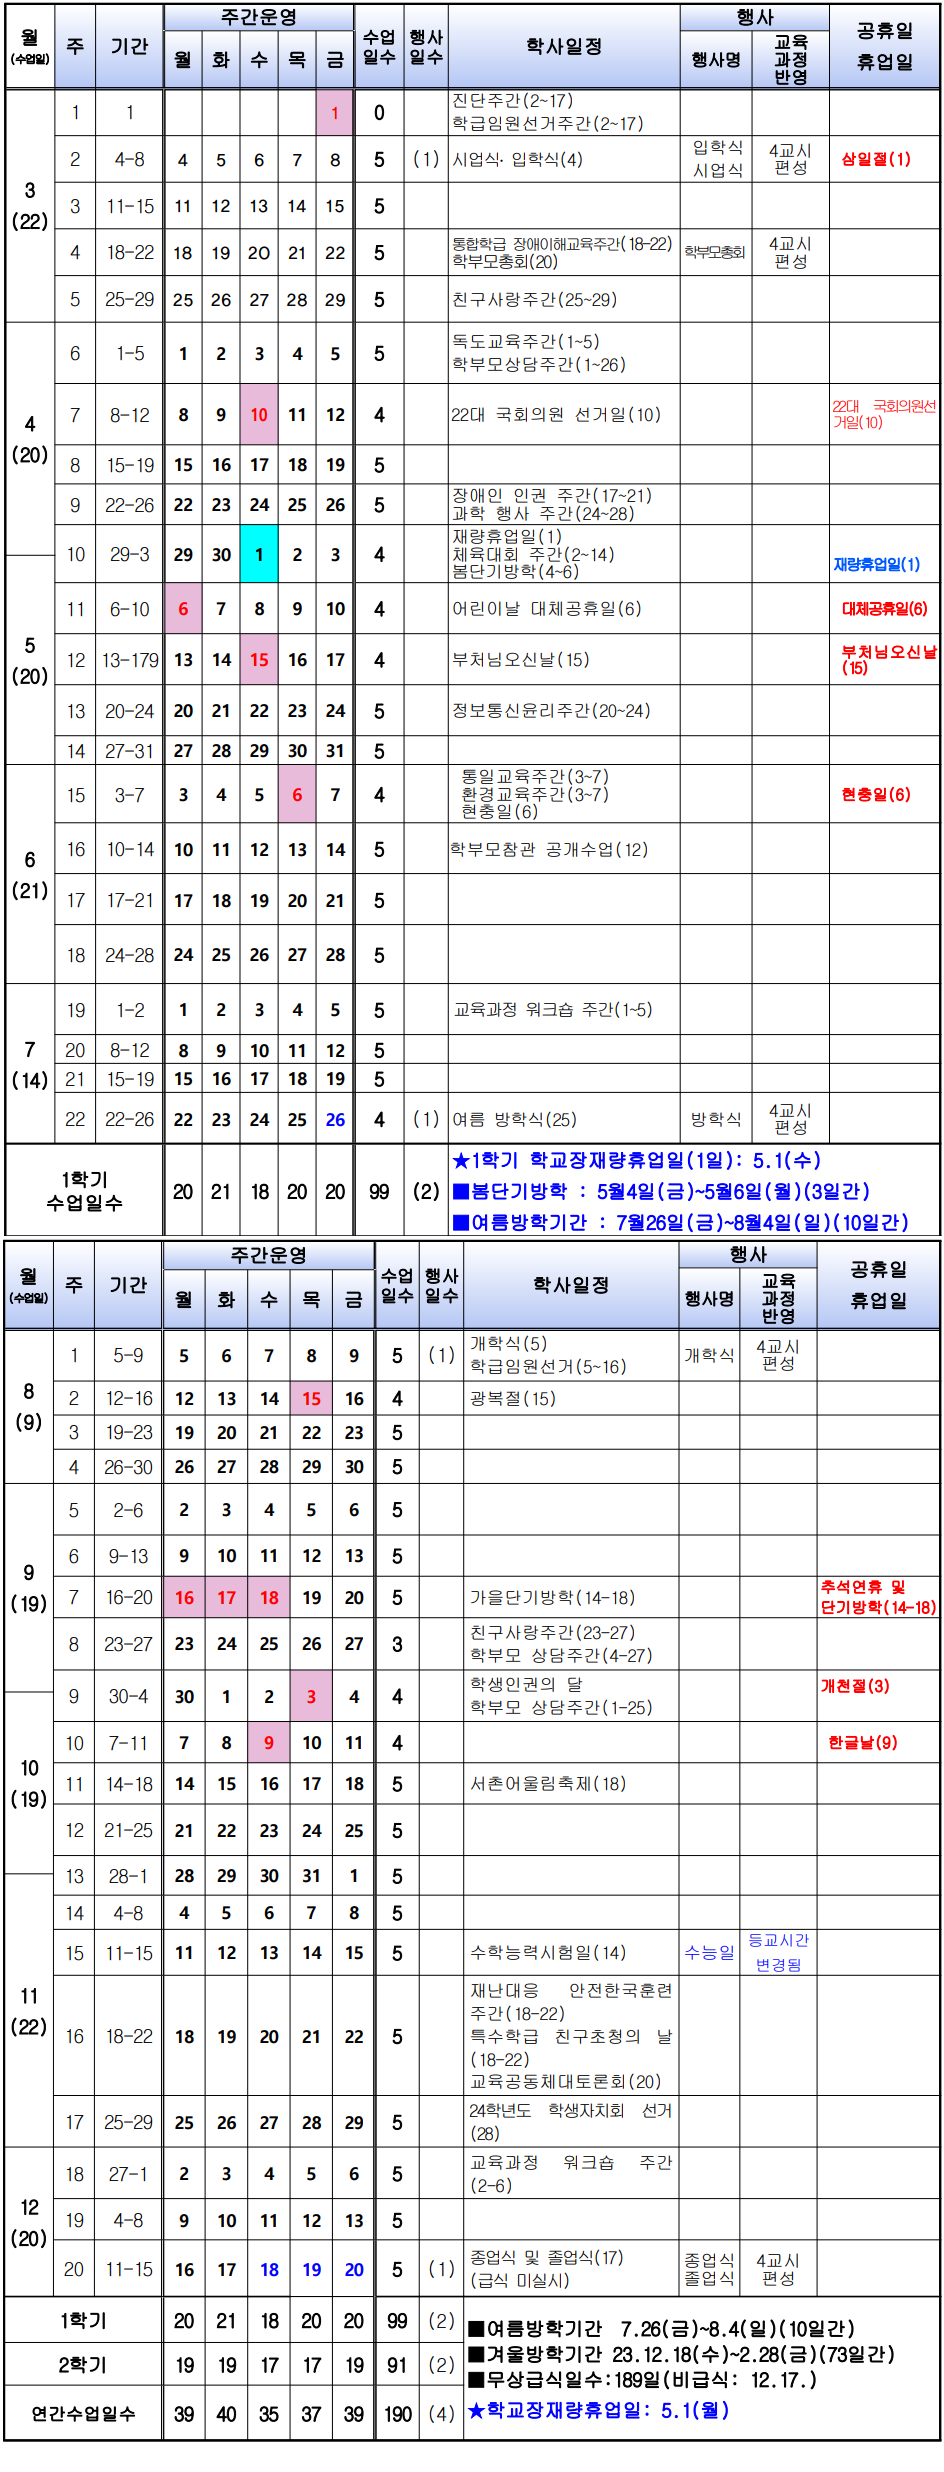 월 주 기간 주간운영 수업 행사 학사일정 행사 공휴일
(수업일) 월 화 수 목 금 일수 일수 행사명 교육 휴업일
과정
반영
3
(22)
1 1 1 0 진단주간(2~17)
학급임원선거주간(2~17)
2 4-8 4 5 6 7 8 5 (1) 시업식· 입학식(4) 입학식 4교시 삼일절(1)
시업식 편성
3 11-15 11 12 13 14 15 5
4 18-22 18 19 20 21 22 5 통합학급 장애이해교육주간(18-22) 학부모총회 4교시
학부모총회(20) 편성
5 25-29 25 26 27 28 29 5 친구사랑주간(25~29)
4
(20)
6 1-5 1 2 3 4 5 5 독도교육주간(1~5)
학부모상담주간(1~26)
7 8-12 8 9 10 11 12 4 22대 국회의원 선거일(10) 22대 국회의원선
거일(10)
8 15-19 15 16 17 18 19 5
9 22-26 22 23 24 25 26 5 장애인 인권 주간(17~21)
과학 행사 주간(24~28)
10 29-3 29 30 1 2 3 4 재량휴업일(1)
체육대회 주간(2~14)
봄단기방학(4~6) 재량휴업일(1)
5
(20)
11 6-10 6 7 8 9 10 4 어린이날 대체공휴일(6) 대체공휴일(6)
12 13-179 13 14 15 16 17 4 부처님오신날(15) 부처님오신날
(15)
13 20-24 20 21 22 23 24 5 정보통신윤리주간(20~24)
14 27-31 27 28 29 30 31 5
6
(21)
15 3-7 3 4 5 6 7 4 통일교육주간(3~7)
환경교육주간(3~7) 현충일(6)
현충일(6)
16 10-14 10 11 12 13 14 5 학부모참관 공개수업(12)
17 17-21 17 18 19 20 21 5
18 24-28 24 25 26 27 28 5
7
(14)
19 1-2 1 2 3 4 5 5 교육과정 워크숍 주간(1~5)
20 8-12 8 9 10 11 12 5
21 15-19 15 16 17 18 19 5
22 22-26 22 23 24 25 26 4 (1) 여름 방학식(25) 방학식 4교시
편성
1학기
수업일수 20 21 18 20 20 99 (2)
★1학기 학교장재량휴업일(1일): 5.1(수)
■봄단기방학 : 5월4일(금)~5월6일(월)(3일간)
■여름방학기간 : 7월26일(금)~8월4일(일)(10일간)
월 주 기간 주간운영 수업 행사 학사일정 행사 공휴일
(수업일) 월 화 수 목 금 일수 일수 행사명 교육 휴업일
과정
반영
8
(9)
1 5-9 5 6 7 8 9 5 (1) 개학식(5) 개학식 4교시
학급임원선거(5~16) 편성
2 12-16 12 13 14 15 16 4 광복절(15)
3 19-23 19 20 21 22 23 5
4 26-30 26 27 28 29 30 5
9
(19)
5 2-6 2 3 4 5 6 5
6 9-13 9 10 11 12 13 5
7 16-20 16 17 18 19 20 5 가을단기방학(14-18) 추석연휴 및
단기방학(14-18)
8 23-27 23 24 25 26 27 3 친구사랑주간(23-27)
학부모 상담주간(4-27)
9 30-4 30 1 2 3 4 4 학생인권의 달 개천절(3)
학부모 상담주간(1-25)
10
(19)
10 7-11 7 8 9 10 11 4 한글날(9)
11 14-18 14 15 16 17 18 5 서촌어울림축제(18)
12 21-25 21 22 23 24 25 5
13 28-1 28 29 30 31 1 5
11
(22)
14 4-8 4 5 6 7 8 5
15 11-15 11 12 13 14 15 5 수학능력시험일(14) 수능일 등교시간
변경됨
16 18-22 18 19 20 21 22 5 재난대응 안전한국훈련
주간(18-22)
특수학급 친구초청의 날
(18-22)
교육공동체대토론회(20)
17 25-29 25 26 27 28 29 5 24학년도 학생자치회 선거
(28)
12
(20)
18 27-1 2 3 4 5 6 5 교육과정 워크숍 주간
(2-6)
19 4-8 9 10 11 12 13 5
20 11-15 16 17 18 19 20 5 (1) 종업식 및 졸업식(17) 종업식 4교시
(급식 미실시) 졸업식 편성
1학기 20 21 18 20 20 99 (2)
2학기 19 19 17 17 19 91 (2)
연간수업일수 39 40 35 37 39 190 (4)
■여름방학기간 7.26(금)~8.4(일)(10일간)
■겨울방학기간 23.12.18(수)~2.28(금)(73일간)
■무상급식일수:189일(비급식: 12.17.)
★학교장재량휴업일: 5.1(월)